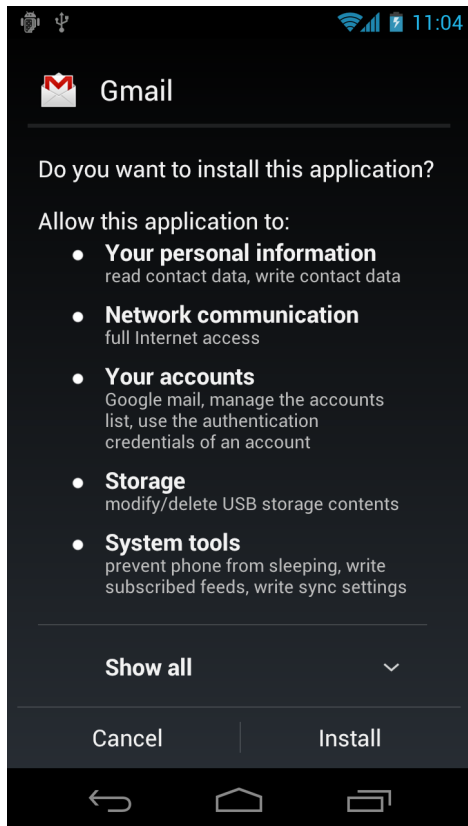 11:04
Gmail
Do you want to install this application?
Allow this application to:
Your personal information
read contact data, write contact data
Network communication
full Internet access
Your accounts
Google mail, manage the accounts
list, use the authentication
credentials of an account
Storage
modify/delete USB storage contents
System tools
prevent phone from sleeping, write
subscribed feeds, write sync settings
Show all
Cancel Install